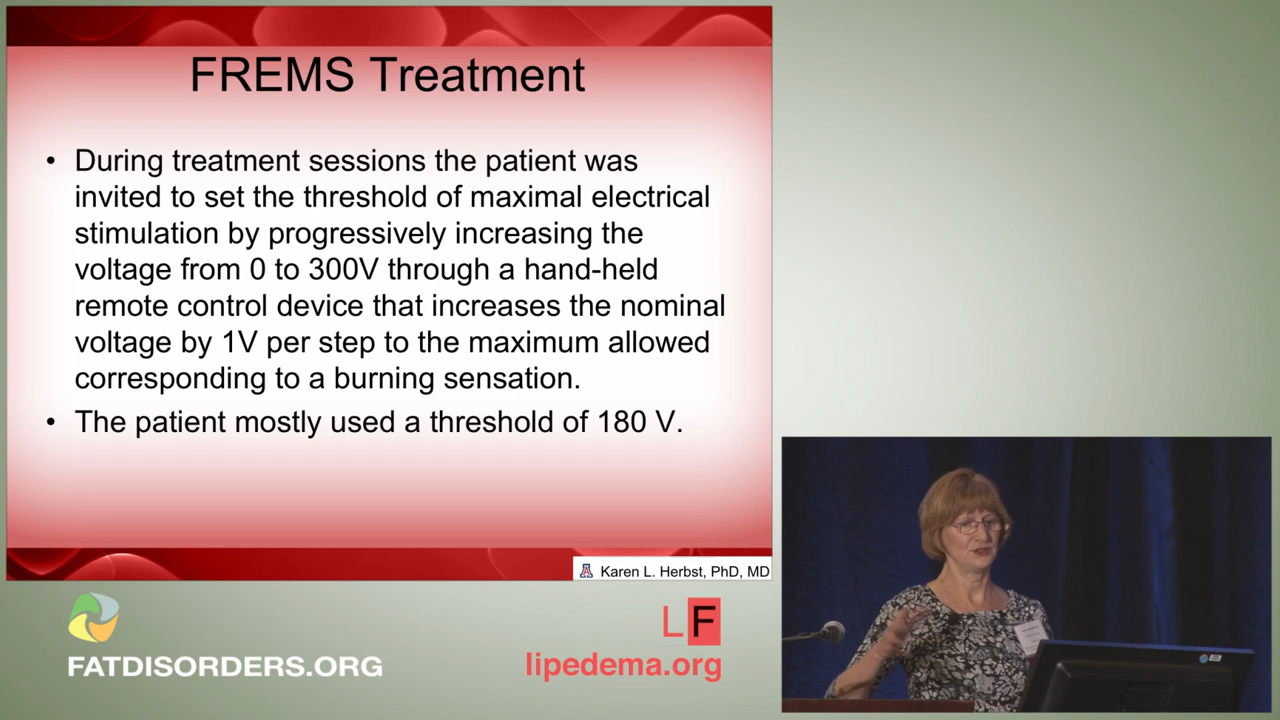 FREMS Treatment
• During treatment sessions the patient was
invited to set the threshold of maximal electrical
stimulation by progressively increasing the
voltage from 0 to 300V through a hand-held
remote control device that increases the nominal
voltage by 1V per step to the maximum allowed
corresponding to a burning sensation.
• The patient mostly used a threshold of 180 V.
A Karen L. Herbst, PhD, MD
FATDISORDERS.ORG
LF
lipedema.org